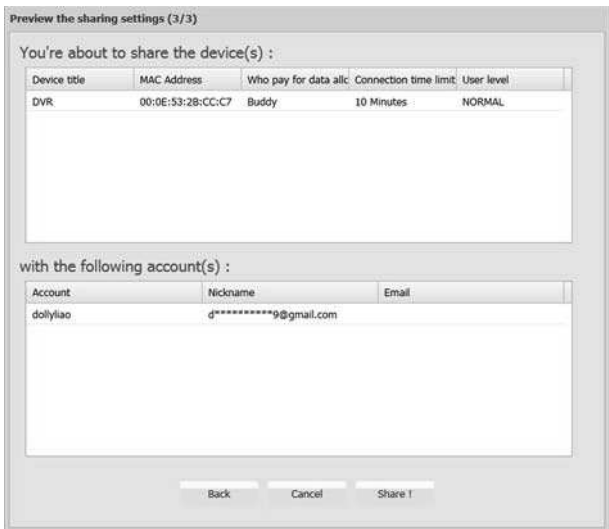 Preview the sharing settings (3/3)
You're about to share the device(s) :
Device title MAC Address Who pay for data allc Connection time limit User level
DVR 00:0E:53:2B:CC:C7 Buddy 10 Minutes NORMAL
with the following account(s) :
Account Nickname Email
dollyliao d**********9@gmail.com
Back Cancel Share !